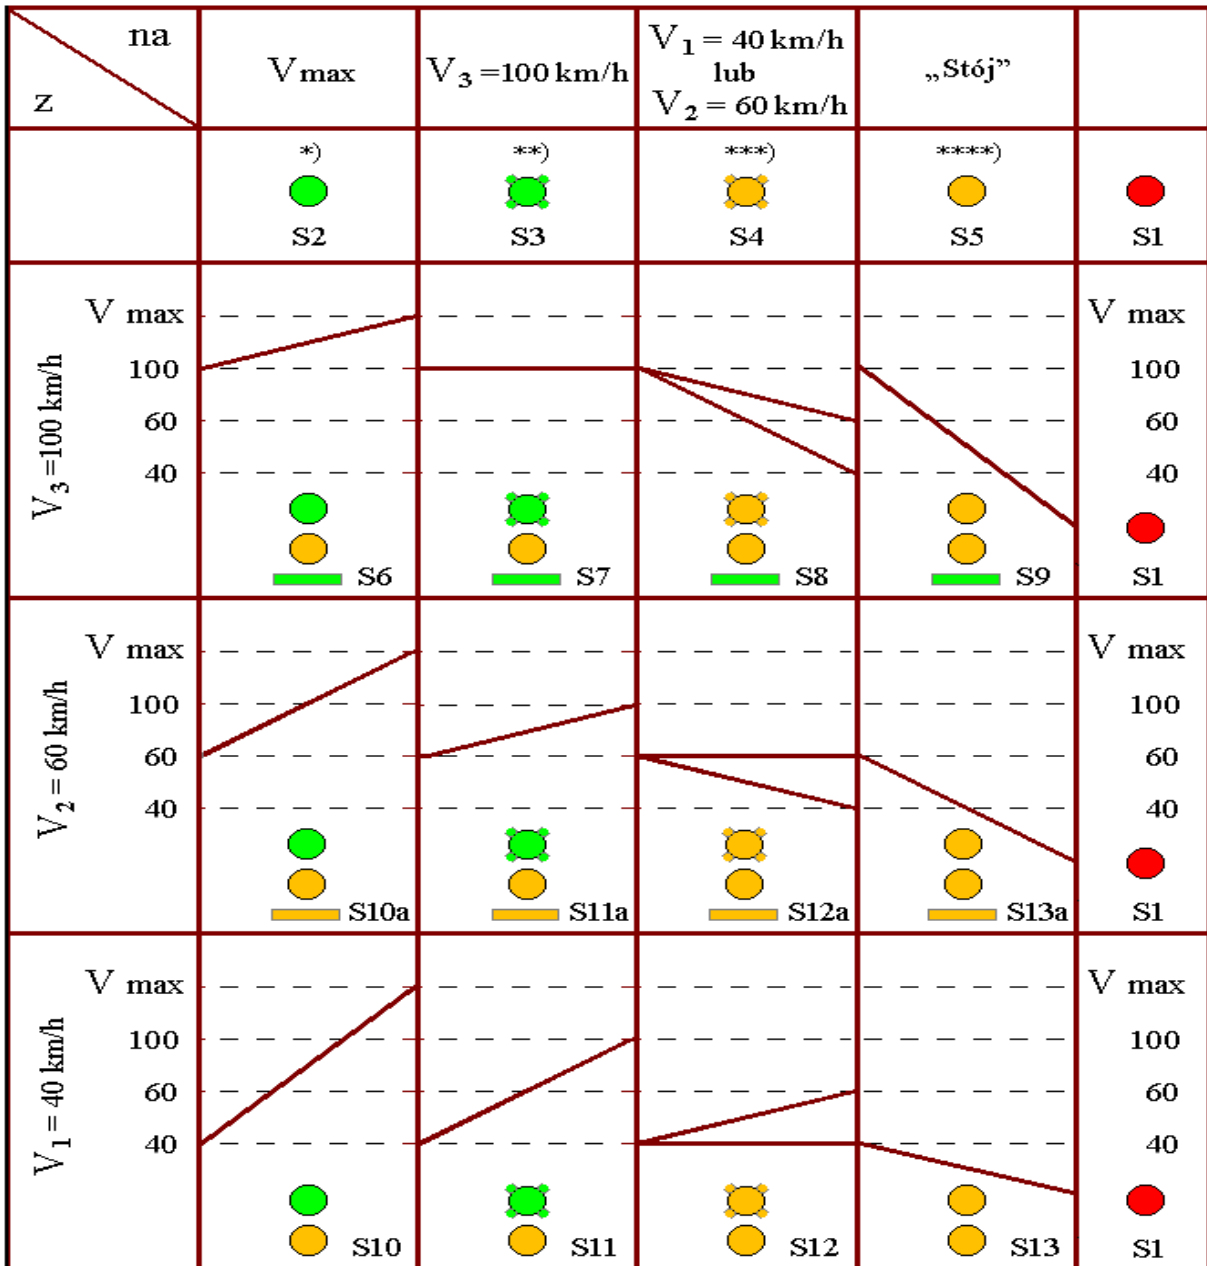 na
z
Vmax
V3 =100 km/h
V1 = 40 km/h
lub
V2 = 60 km/h
„Stój”
*)
**)
***)
****)
S2
S3
S4
S5
S1
V3 =100 km/h
V max
100
60
40
V max
100
60
40
S6
S7
S8
S9
S1
V2 = 60 km/h
V max
100
60
40
V max
100
60
40
S10a
S11a
S12a
S13a
S1
V1 = 40 km/h
V max
100
60
40
V max
100
60
40
S10
S11
S12
S13
S1